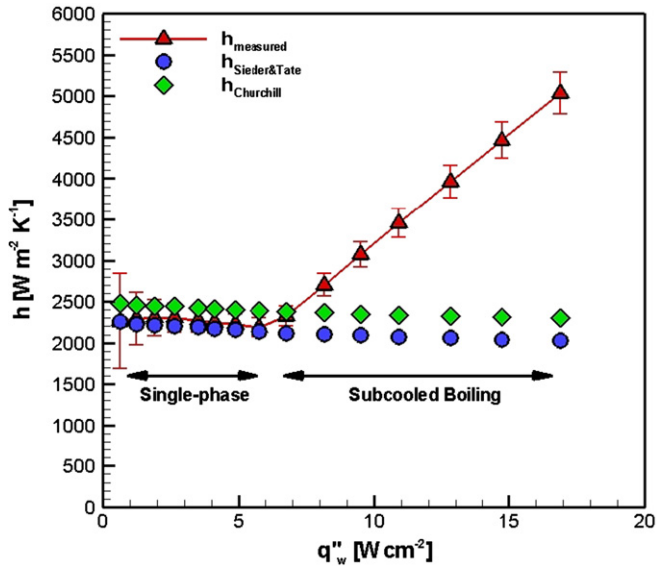 6000
5500
5000
4500
4000
3500
3000
2500
2000
1500
1000
500
0
h [W m⁻² K⁻¹]
h_measured
h_Sieder&Tate
h_Churchill
Single-phase
Subcooled Boiling
0 5 10 15 20
q"_w [W cm⁻²]